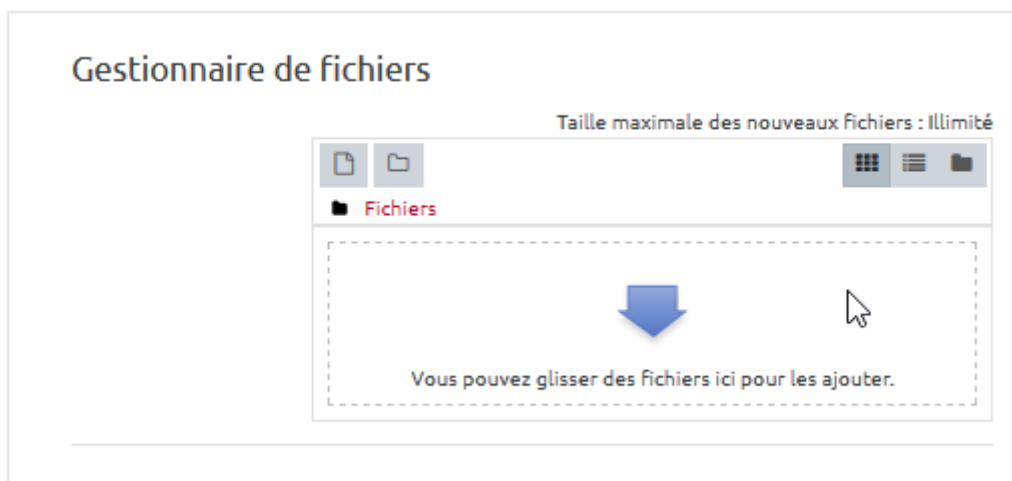 Gestionnaire de fichiers
Taille maximale des nouveaux fichiers : Illimité
Fichiers
Vous pouvez glisser des fichiers ici pour les ajouter.